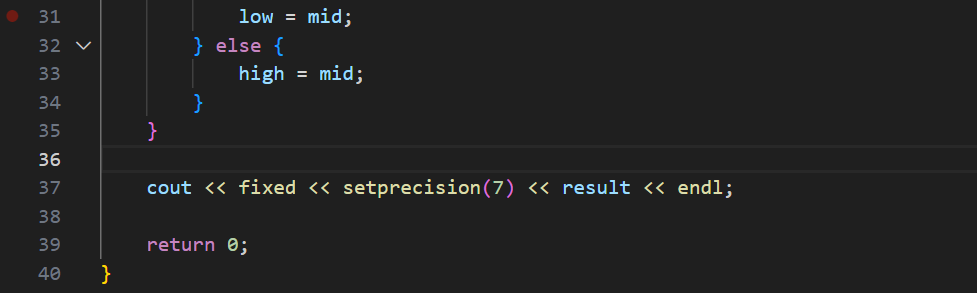 31 low = mid;
32 } else {
33 high = mid;
34 }
35 }
36
37 cout << fixed << setprecision(7) << result << endl;
38
39 return 0;
40 }